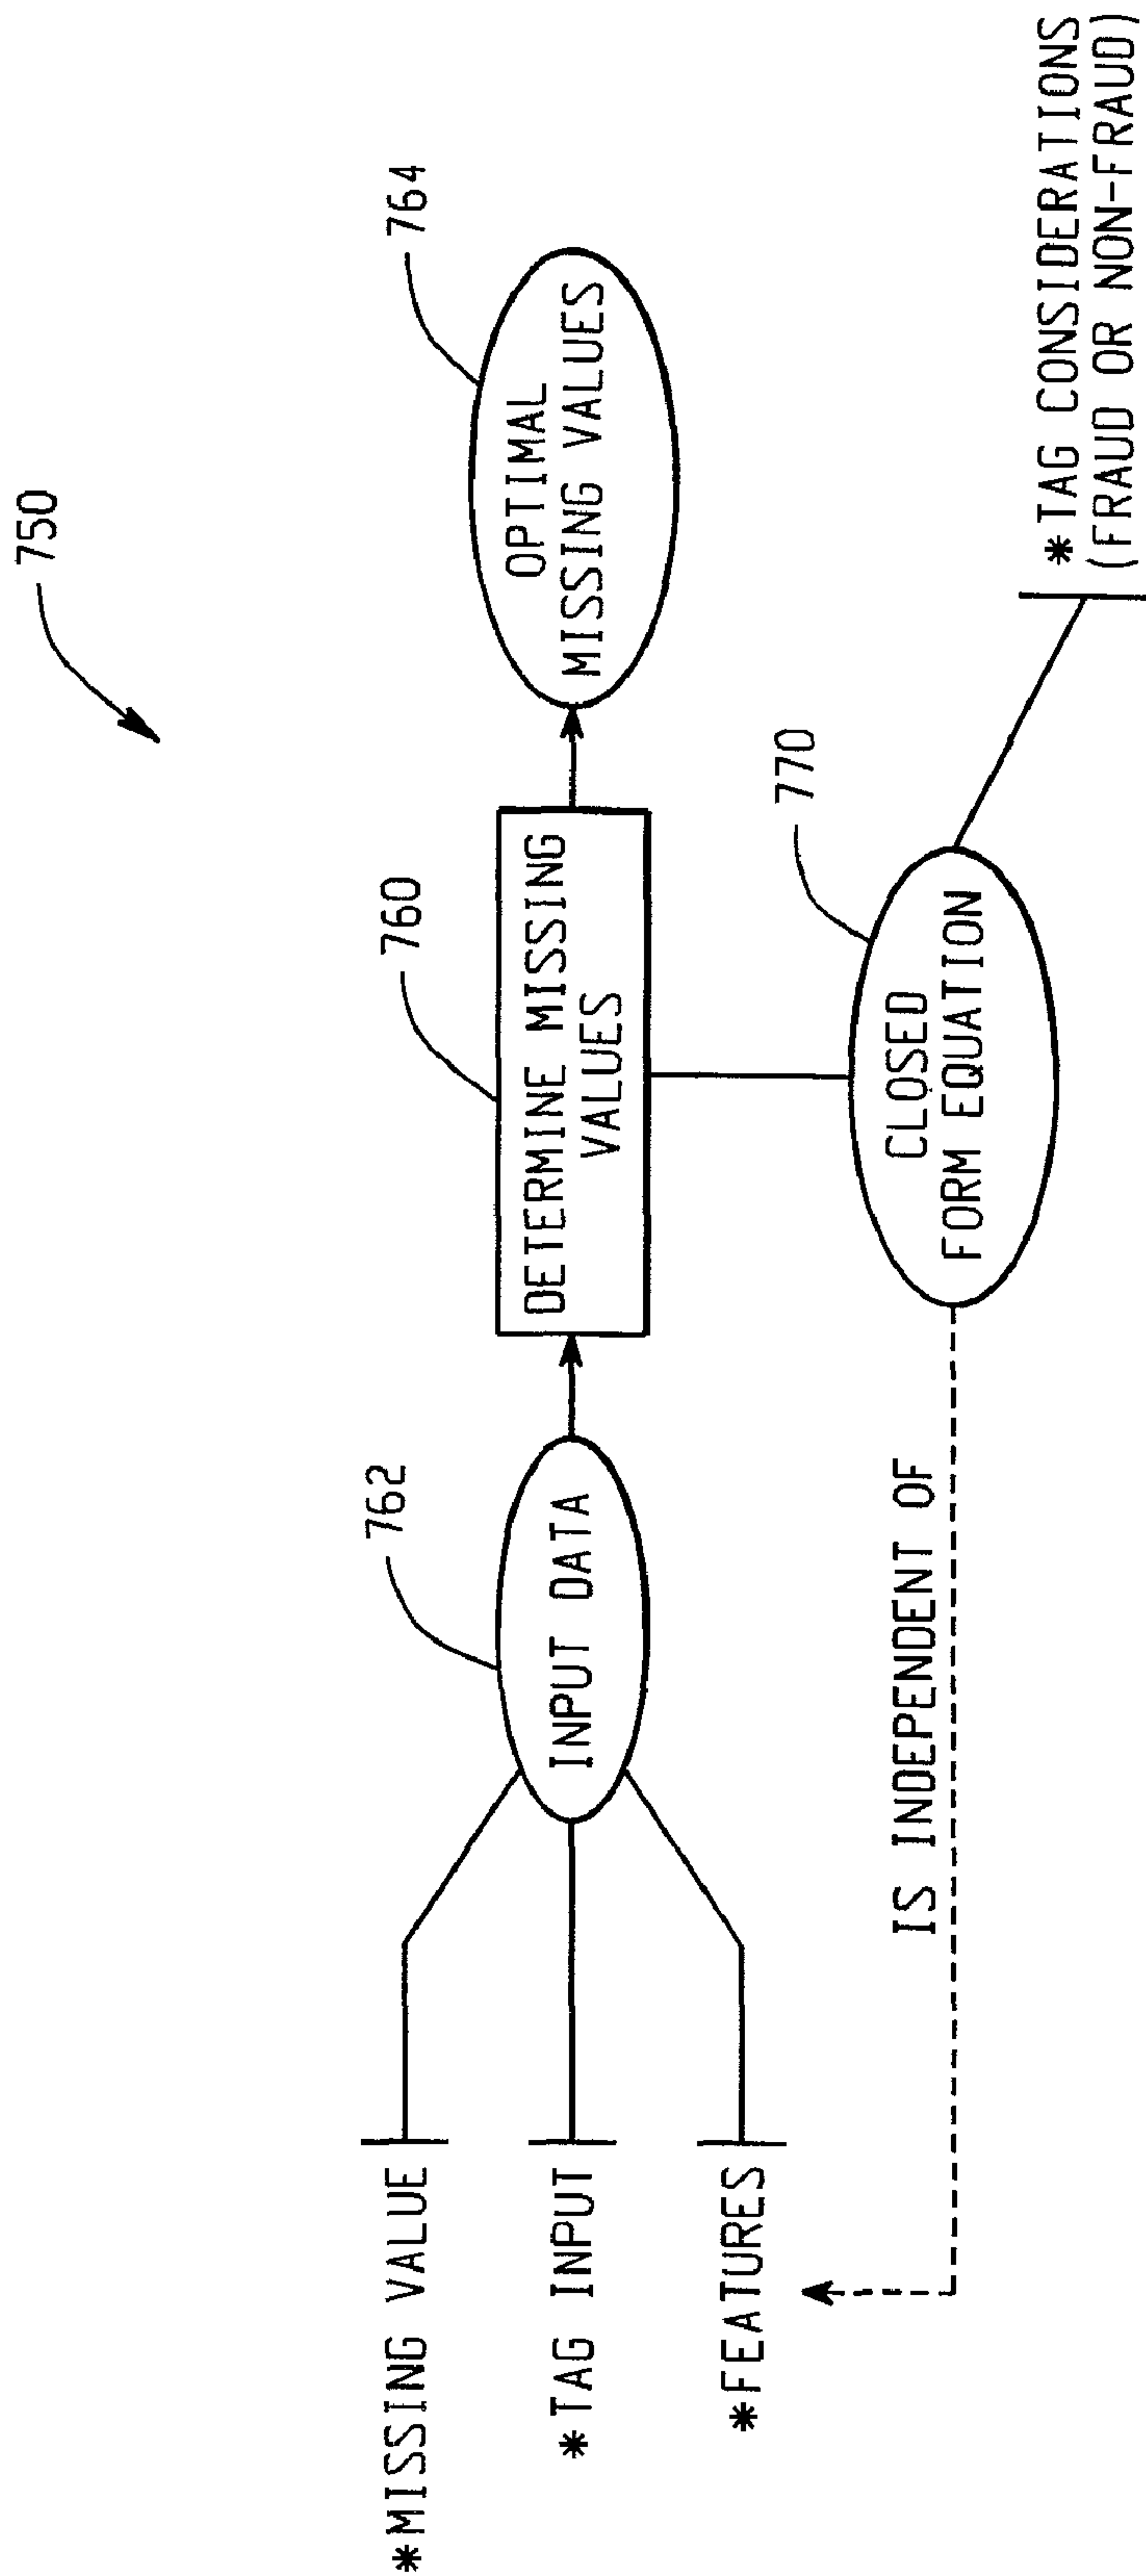 750
*MISSING VALUE
*TAG INPUT
*FEATURES
762
INPUT DATA
760
DETERMINE MISSING
VALUES
764
OPTIMAL
MISSING VALUES
770
CLOSED
FORM EQUATION
IS INDEPENDENT OF
*TAG CONSIDERATIONS
(FRAUD OR NON-FRAUD)